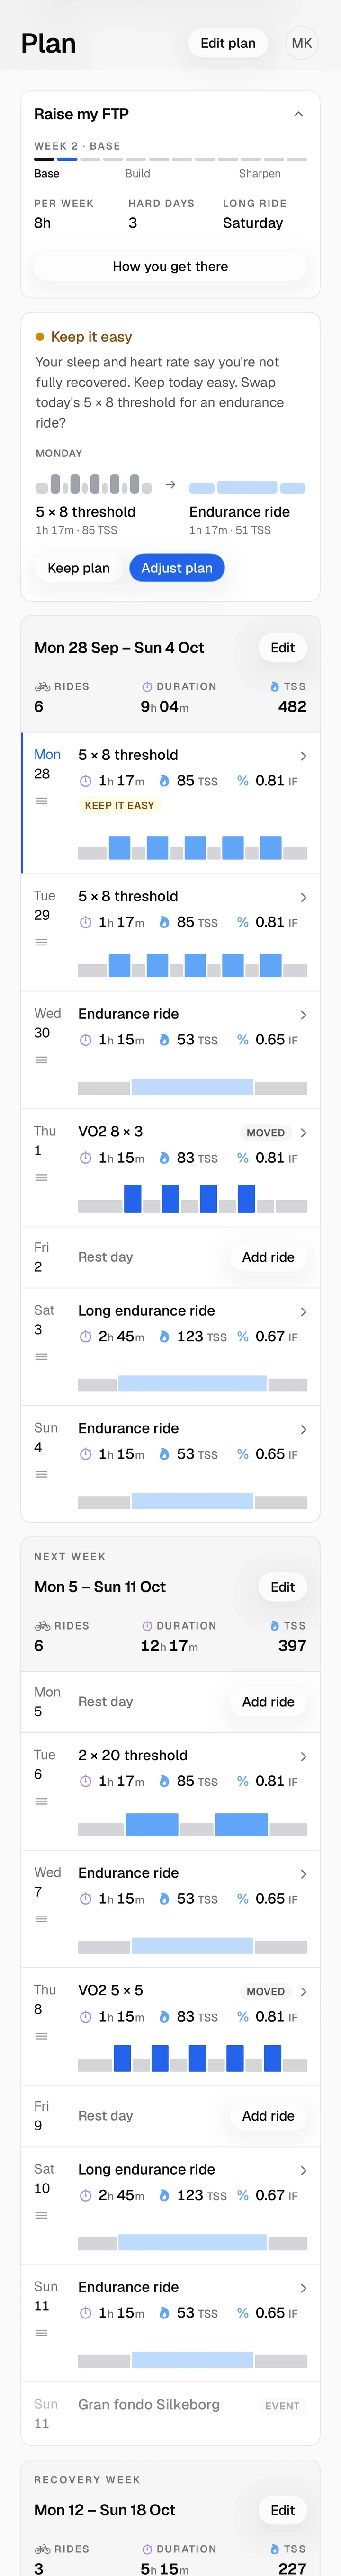 Plan
Edit plan
MK
Raise my FTP
WEEK 2 · BASE
Base Build Sharpen
PER WEEK HARD DAYS LONG RIDE
8h 3 Saturday
How you get there
Keep it easy
Your sleep and heart rate say you're not
fully recovered. Keep today easy. Swap
today's 5 × 8 threshold for an endurance
ride?
MONDAY
→
5 × 8 threshold Endurance ride
1h 17m · 85 TSS 1h 17m · 51 TSS
Keep plan Adjust plan
Mon 28 Sep – Sun 4 Oct Edit
RIDES DURATION TSS
6 9h 04m 482
Mon 5 × 8 threshold
28 1h 17m 85 TSS % 0.81 IF
KEEP IT EASY
Tue 5 × 8 threshold
29 1h 17m 85 TSS % 0.81 IF
Wed Endurance ride
30 1h 15m 53 TSS % 0.65 IF
Thu VO2 8 × 3 MOVED
1 1h 15m 83 TSS % 0.81 IF
Fri Rest day Add ride
2
Sat Long endurance ride
3 2h 45m 123 TSS % 0.67 IF
Sun Endurance ride
4 1h 15m 53 TSS % 0.65 IF
NEXT WEEK
Mon 5 – Sun 11 Oct Edit
RIDES DURATION TSS
6 12h 17m 397
Mon Rest day Add ride
5
Tue 2 × 20 threshold
6 1h 17m 85 TSS % 0.81 IF
Wed Endurance ride
7 1h 15m 53 TSS % 0.65 IF
Thu VO2 5 × 5 MOVED
8 1h 15m 83 TSS % 0.81 IF
Fri Rest day Add ride
9
Sat Long endurance ride
10 2h 45m 123 TSS % 0.67 IF
Sun Endurance ride
11 1h 15m 53 TSS % 0.65 IF
Sun Gran fondo Silkeborg EVENT
11
RECOVERY WEEK
Mon 12 – Sun 18 Oct Edit
RIDES DURATION TSS
3 5h 15m 227